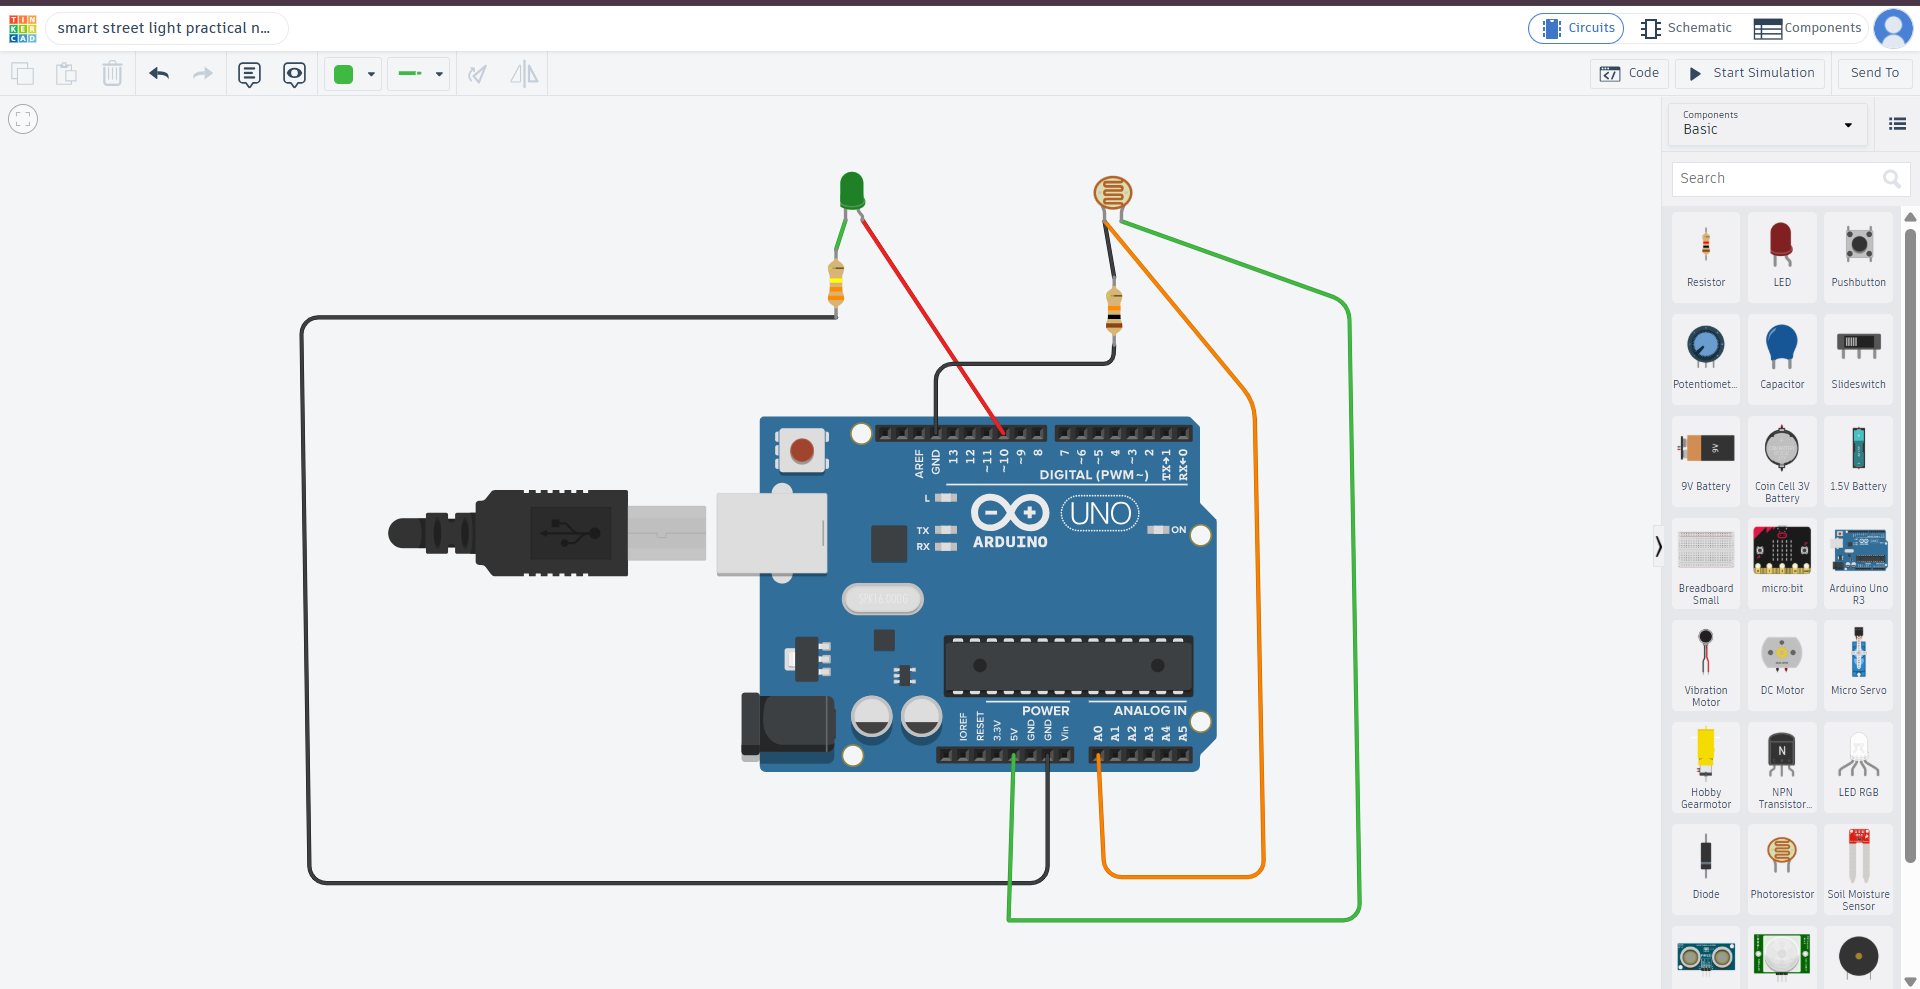 TIN
KER
CAD
smart street light practical n...
Circuits
Schematic
Components
Code
Start Simulation
Send To
Components
Basic
Search
Resistor
LED
Pushbutton
Potentiomet...
Capacitor
Slideswitch
9V
9V Battery
Coin Cell 3V
Battery
1.5V Battery
Breadboard
Small
micro:bit
Arduino Uno
R3
Vibration
Motor
DC Motor
Micro Servo
N
Hobby
Gearmotor
NPN
Transistor...
LED RGB
Diode
Photoresistor
Soil Moisture
Sensor
AREF
GND
13
12
~11
~10
~9
8
7
~6
~5
4
~3
2
TX→1
RX←0
DIGITAL (PWM~)
L
TX
RX
ON
UNO
ARDUINO
SPK16.000G
POWER
ANALOG IN
IOREF
RESET
3.3V
5V
GND
GND
Vin
A0
A1
A2
A3
A4
A5